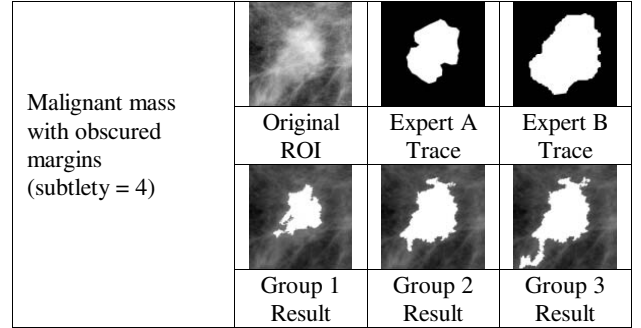 Malignant mass
with obscured
margins
(subtlety = 4)
Original
ROI
Expert A
Trace
Expert B
Trace
Group 1
Result
Group 2
Result
Group 3
Result